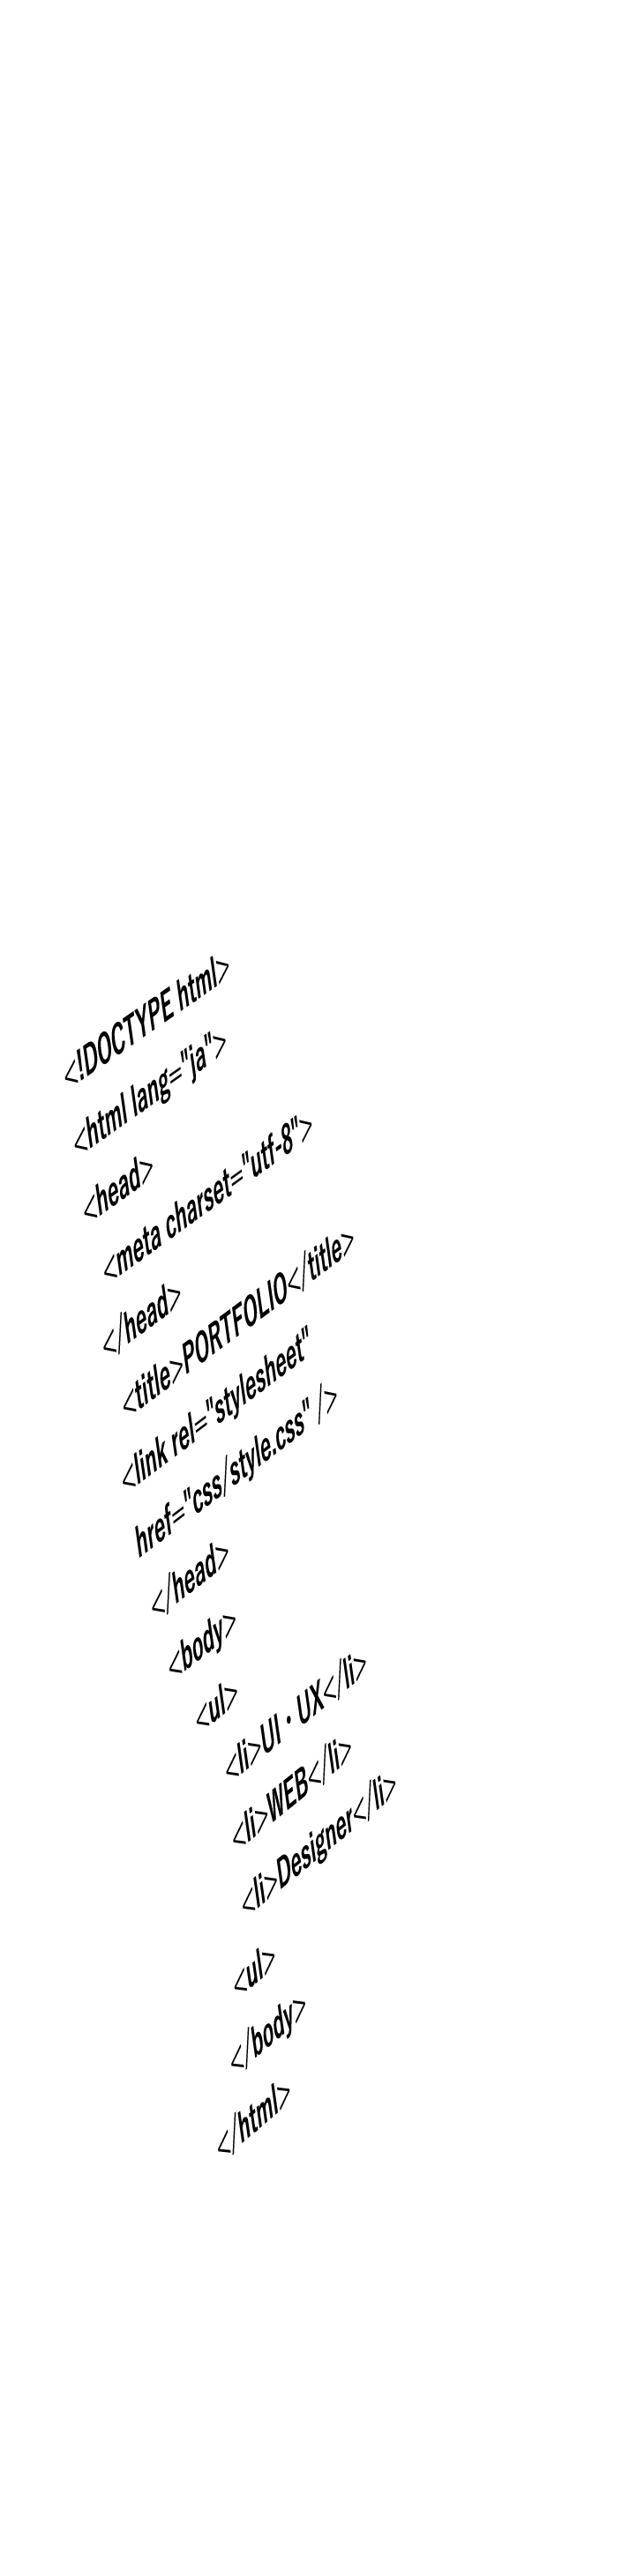 <!DOCTYPE html>
<html lang="ja">
<head>
<meta charset="utf-8">
</head>
<title>PORTFOLIO</title>
<link rel="stylesheet"
href="css/style.css" />
</head>
<body>
<ul>
<li>UI・UX</li>
<li>WEB</li>
<li>Designer</li>
<ul>
</body>
</html>